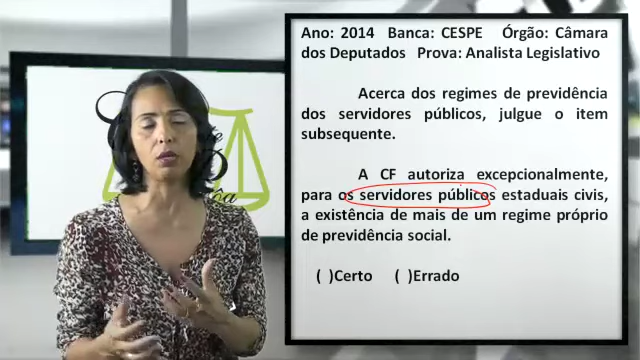 Ano: 2014 Banca: CESPE Órgão: Câmara
dos Deputados Prova: Analista Legislativo
Acerca dos regimes de previdência
dos servidores públicos, julgue o item
subsequente.
A CF autoriza excepcionalmente,
para os servidores públicos estaduais civis,
a existência de mais de um regime próprio
de previdência social.
( )Certo ( )Errado